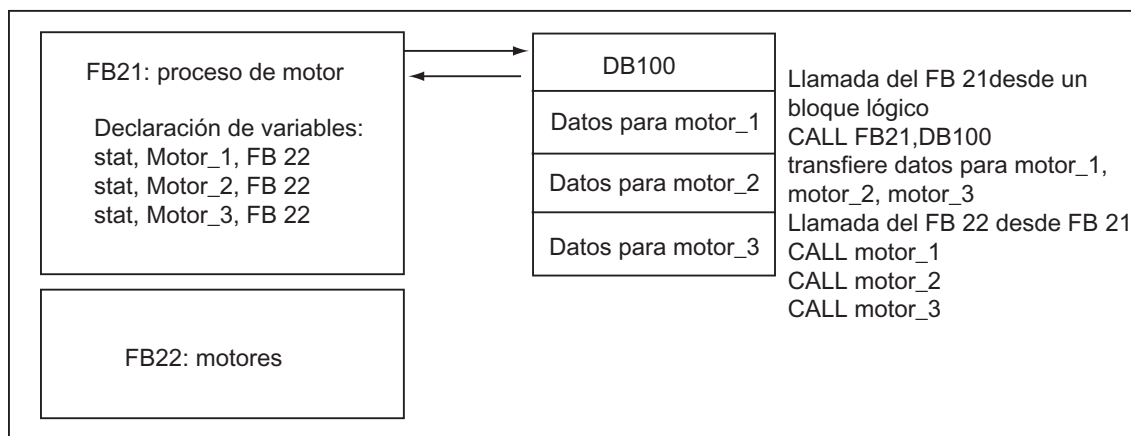 FB21: proceso de motor
Declaración de variables:
stat, Motor_1, FB 22
stat, Motor_2, FB 22
stat, Motor_3, FB 22
FB22: motores
DB100
Datos para motor_1
Datos para motor_2
Datos para motor_3
Llamada del FB 21desde un
bloque lógico
CALL FB21,DB100
transfiere datos para motor_1,
motor_2, motor_3
Llamada del FB 22 desde FB 21
CALL motor_1
CALL motor_2
CALL motor_3